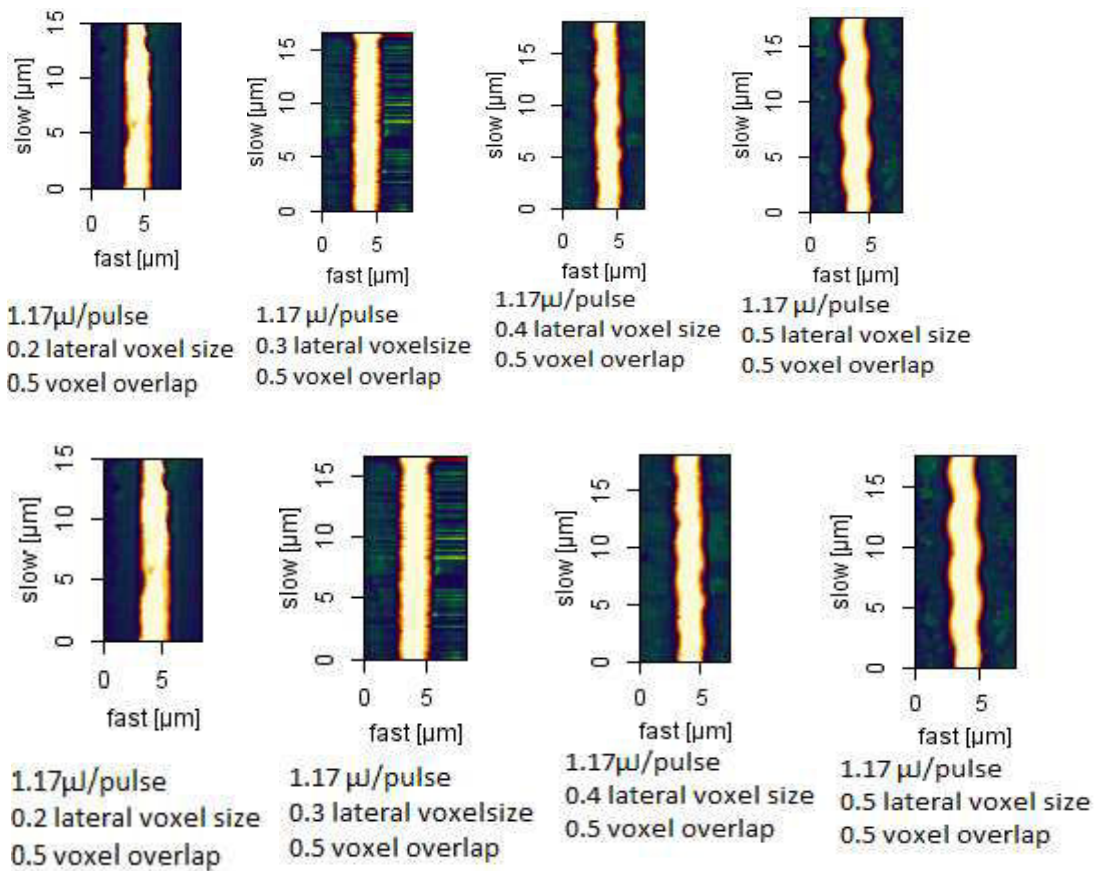 15
10
5
0
slow [µm]
0 5
fast [µm]
1.17µJ/pulse
0.2 lateral voxel size
0.5 voxel overlap
15
10
5
0
slow [µm]
0 5
fast [µm]
1.17 µJ/pulse
0.3 lateral voxelsize
0.5 voxel overlap
15
10
5
0
slow [µm]
0 5
fast [µm]
1.17µJ/pulse
0.4 lateral voxel size
0.5 voxel overlap
15
10
5
0
slow [µm]
0 5
fast [µm]
1.17 µJ/pulse
0.5 lateral voxel size
0.5 voxel overlap
15
10
5
0
slow [µm]
0 5
fast [µm]
1.17µJ/pulse
0.2 lateral voxel size
0.5 voxel overlap
15
10
5
0
slow [µm]
0 5
fast [µm]
1.17 µJ/pulse
0.3 lateral voxelsize
0.5 voxel overlap
15
10
5
0
slow [µm]
0 5
fast [µm]
1.17µJ/pulse
0.4 lateral voxel size
0.5 voxel overlap
15
10
5
0
slow [µm]
0 5
fast [µm]
1.17 µJ/pulse
0.5 lateral voxel size
0.5 voxel overlap